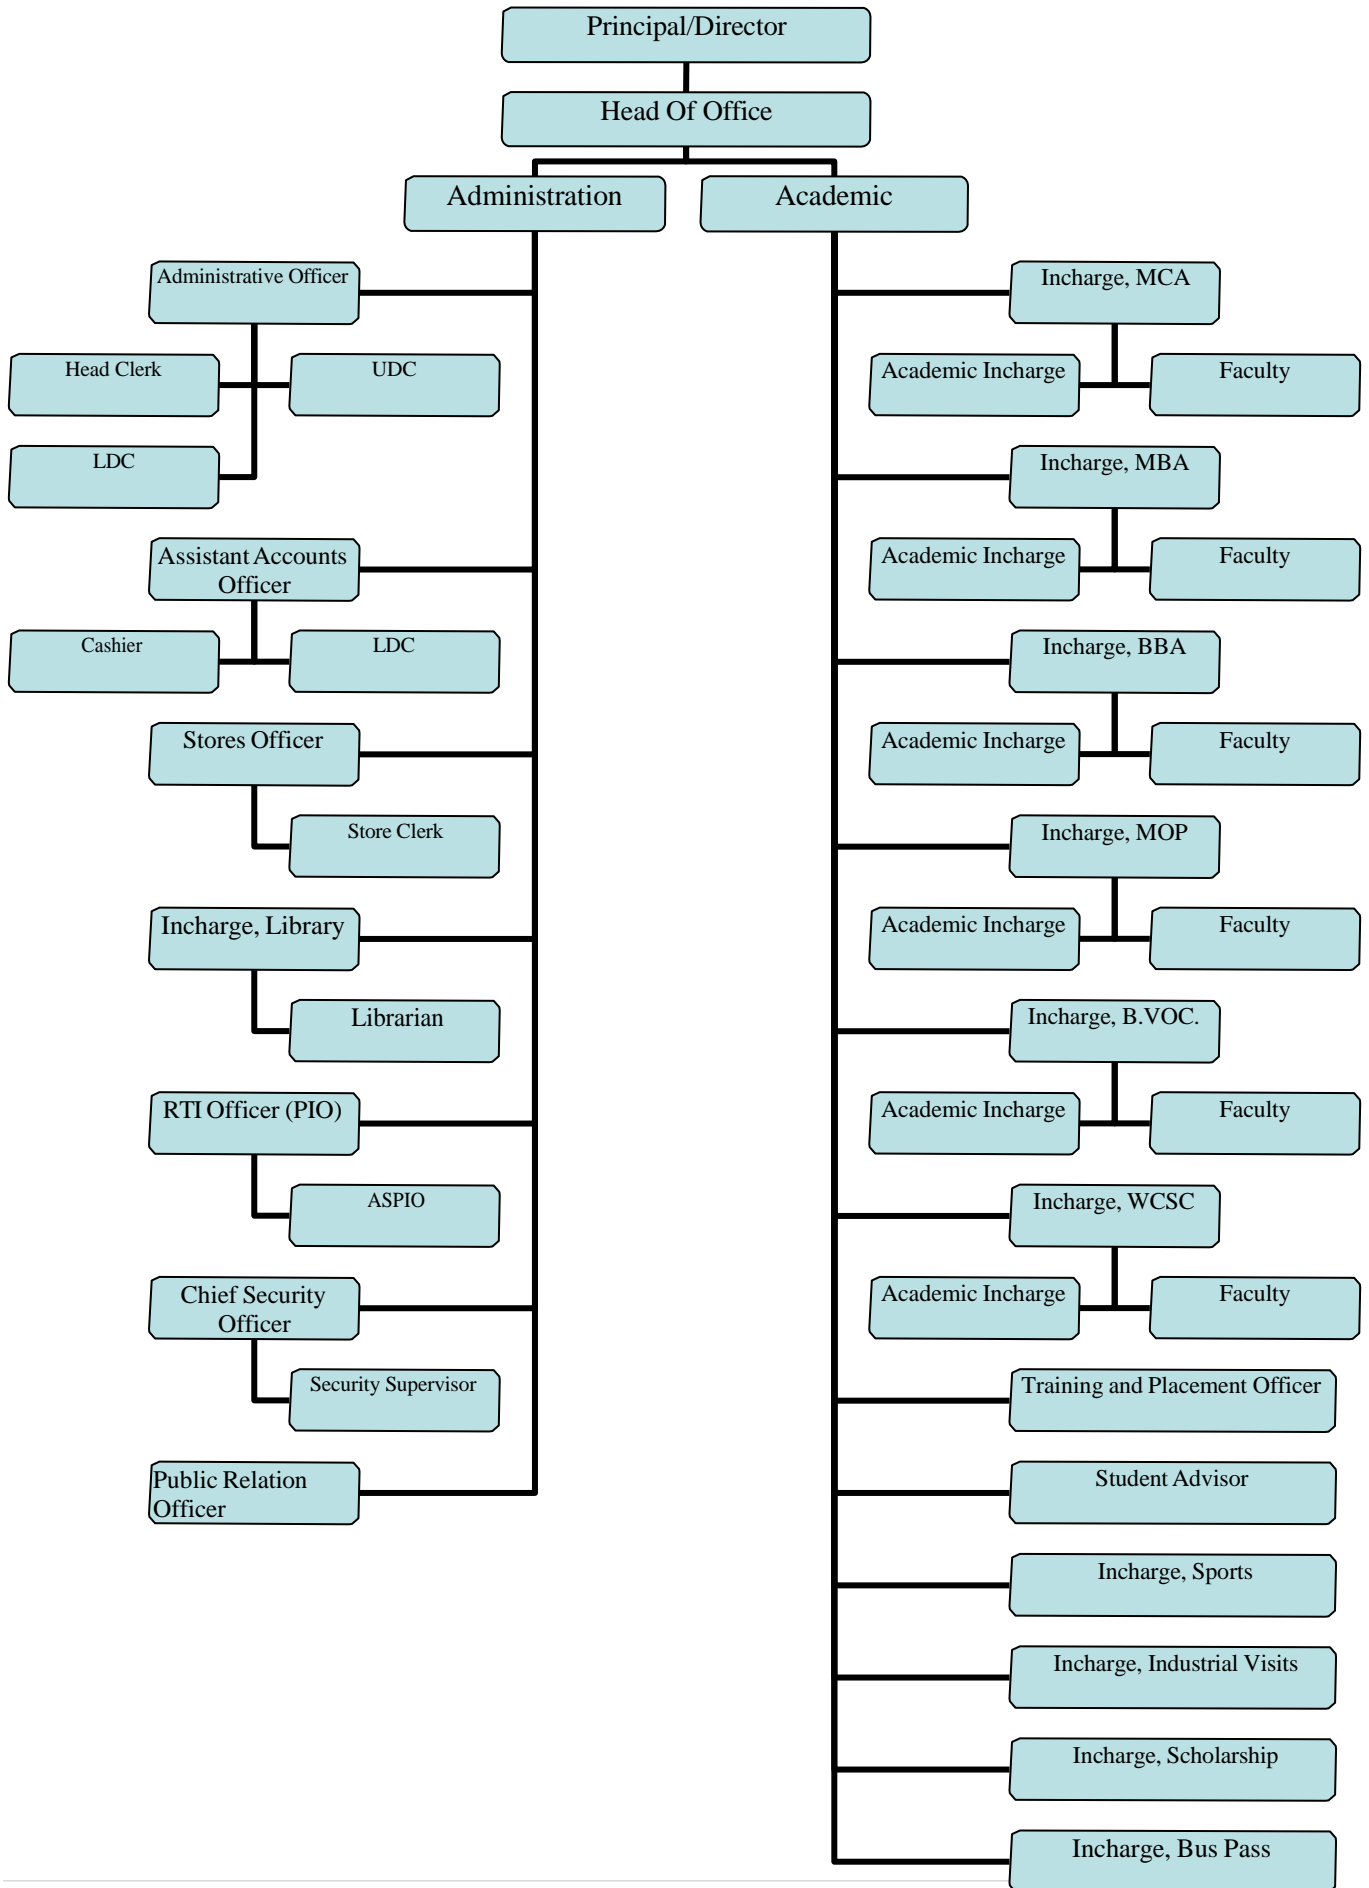 Principal/Director
Head Of Office
Administration
Academic
Administrative Officer
Head Clerk
UDC
LDC
Assistant Accounts
Officer
Cashier
LDC
Stores Officer
Store Clerk
Incharge, Library
Librarian
RTI Officer (PIO)
ASPIO
Chief Security
Officer
Security Supervisor
Public Relation
Officer
Incharge, MCA
Academic Incharge
Faculty
Incharge, MBA
Academic Incharge
Faculty
Incharge, BBA
Academic Incharge
Faculty
Incharge, MOP
Academic Incharge
Faculty
Incharge, B.VOC.
Academic Incharge
Faculty
Incharge, WCSC
Academic Incharge
Faculty
Training and Placement Officer
Student Advisor
Incharge, Sports
Incharge, Industrial Visits
Incharge, Scholarship
Incharge, Bus Pass